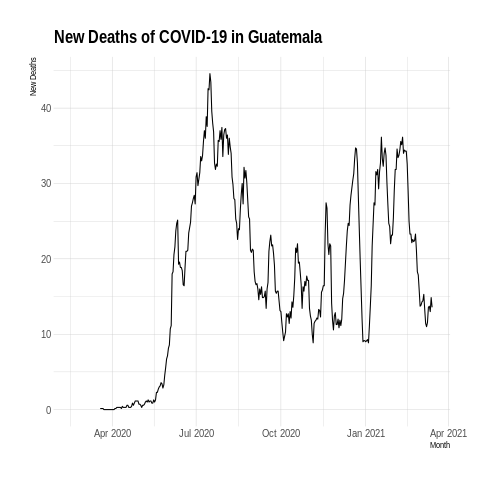 New Deaths of COVID-19 in Guatemala
New Deaths
40
30
20
10
0
Apr 2020 Jul 2020 Oct 2020 Jan 2021 Apr 2021
Month